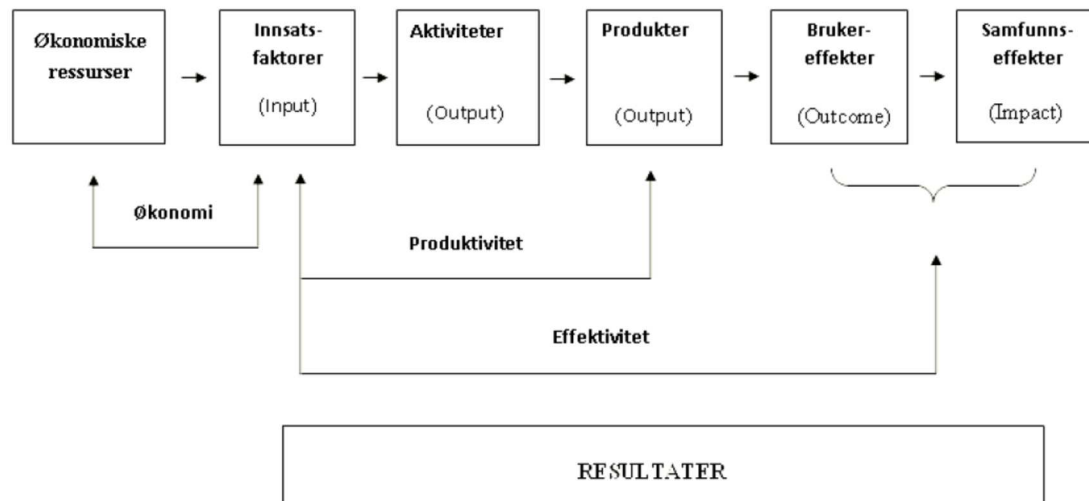 Økonomiske
ressurser
Innsats-
faktorer
(Input)
Aktiviteter
(Output)
Produkter
(Output)
Bruker-
effekter
(Outcome)
Samfunns-
effekter
(Impact)
Økonomi
Produktivitet
Effektivitet
RESULTATER